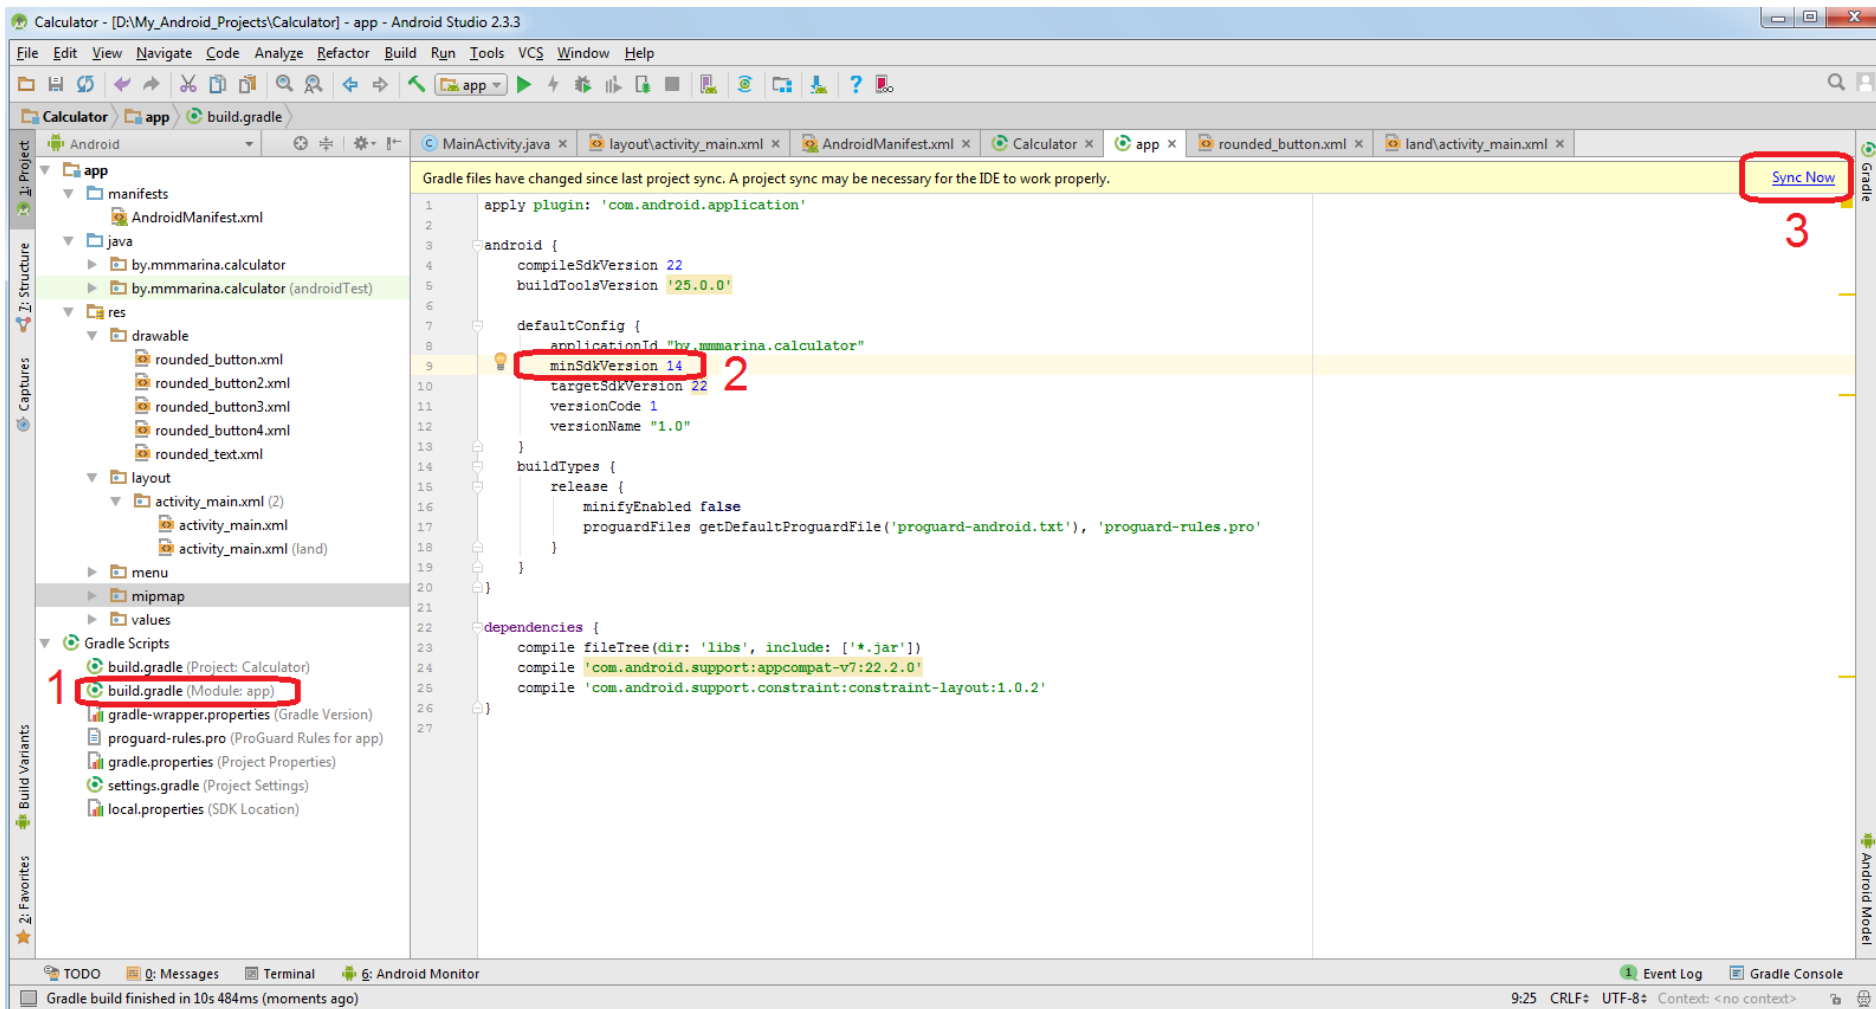 Calculator - [D:\My_Android_Projects\Calculator] - app - Android Studio 2.3.3
File Edit View Navigate Code Analyze Refactor Build Run Tools VCS Window Help
app
Calculator app build.gradle
Android
MainActivity.java layout\activity_main.xml AndroidManifest.xml Calculator app rounded_button.xml land\activity_main.xml
1: Project
7: Structure
Captures
Build Variants
2: Favorites
app
manifests
AndroidManifest.xml
java
by.mmmarina.calculator
by.mmmarina.calculator (androidTest)
res
drawable
rounded_button.xml
rounded_button2.xml
rounded_button3.xml
rounded_button4.xml
rounded_text.xml
layout
activity_main.xml (2)
activity_main.xml
activity_main.xml (land)
menu
mipmap
values
Gradle Scripts
build.gradle (Project: Calculator)
1 build.gradle (Module: app)
gradle-wrapper.properties (Gradle Version)
proguard-rules.pro (ProGuard Rules for app)
gradle.properties (Project Properties)
settings.gradle (Project Settings)
local.properties (SDK Location)
Gradle files have changed since last project sync. A project sync may be necessary for the IDE to work properly. Sync Now
3
1 apply plugin: 'com.android.application'
2
3 android {
4 compileSdkVersion 22
5 buildToolsVersion '25.0.0'
6
7 defaultConfig {
8 applicationId "by.mmmarina.calculator"
9 minSdkVersion 14 2
10 targetSdkVersion 22
11 versionCode 1
12 versionName "1.0"
13 }
14 buildTypes {
15 release {
16 minifyEnabled false
17 proguardFiles getDefaultProguardFile('proguard-android.txt'), 'proguard-rules.pro'
18 }
19 }
20 }
21
22 dependencies {
23 compile fileTree(dir: 'libs', include: ['*.jar'])
24 compile 'com.android.support:appcompat-v7:22.2.0'
25 compile 'com.android.support.constraint:constraint-layout:1.0.2'
26 }
27
Gradle
Android Model
TODO 0: Messages Terminal 6: Android Monitor 1 Event Log Gradle Console
Gradle build finished in 10s 484ms (moments ago) 9:25 CRLF UTF-8 Context: <no context>